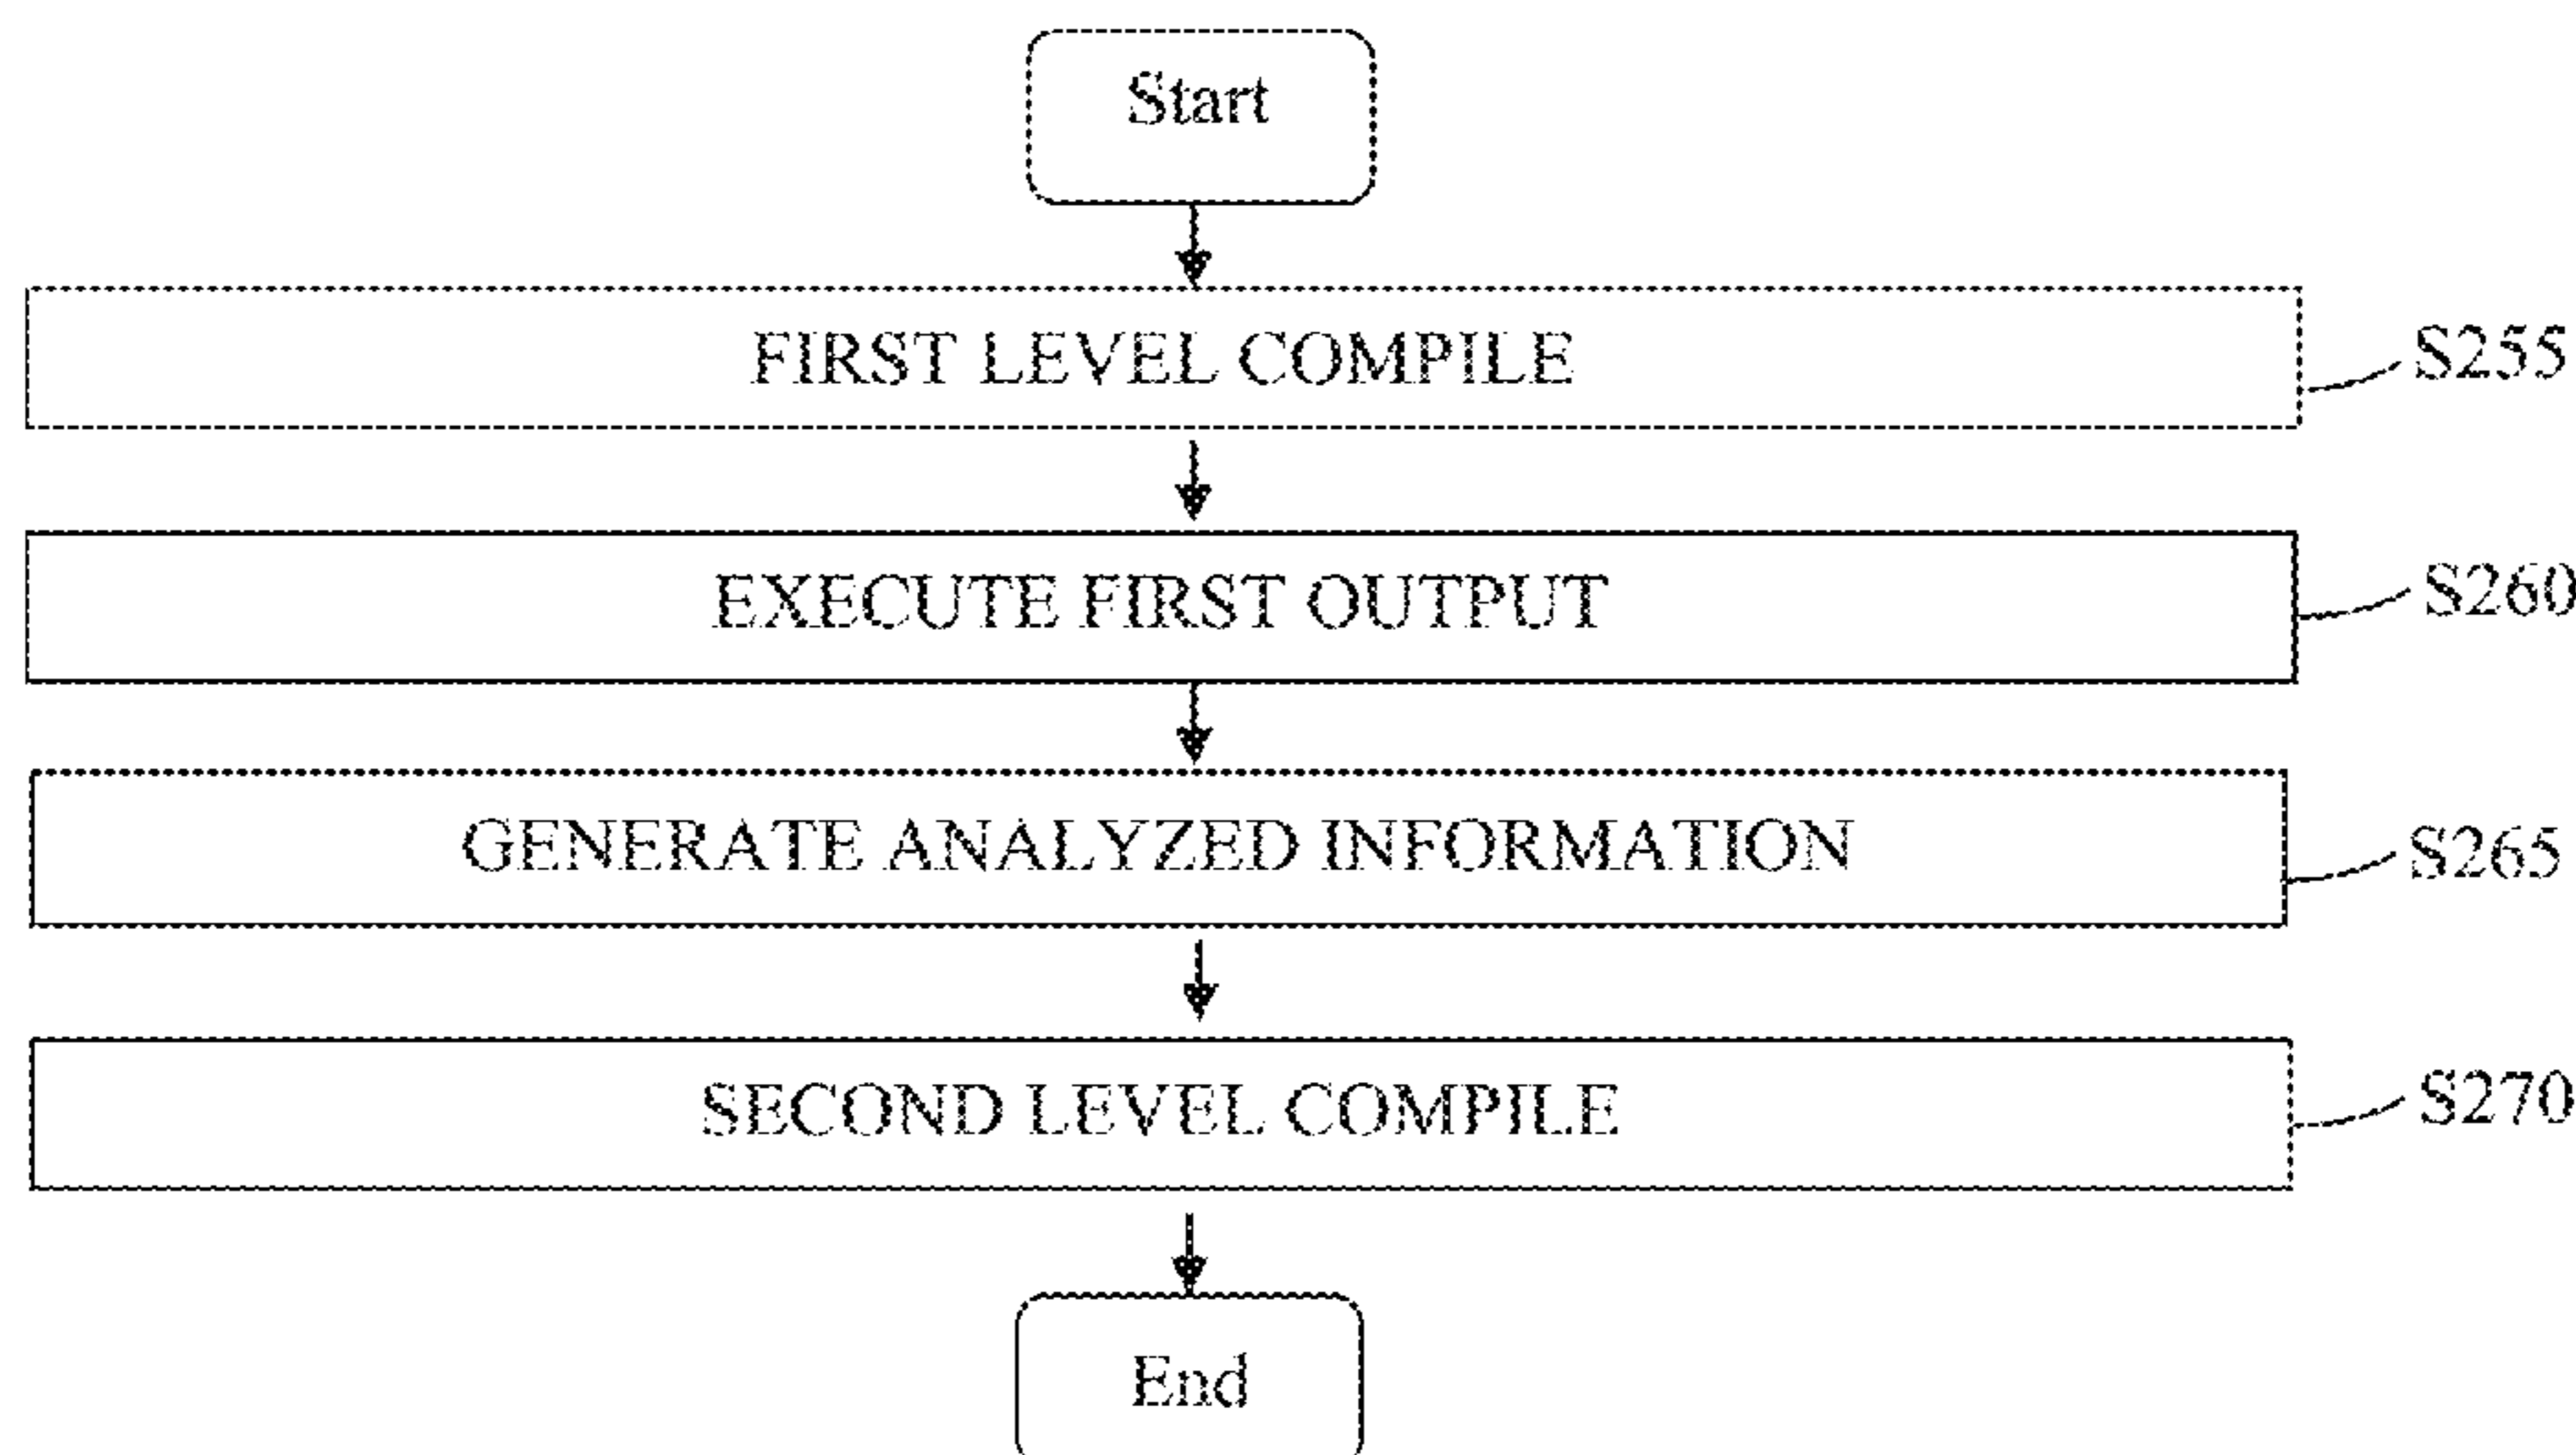 Start
FIRST LEVEL COMPILE
S255
EXECUTE FIRST OUTPUT
S260
GENERATE ANALYZED INFORMATION
S265
SECOND LEVEL COMPILE
S270
End